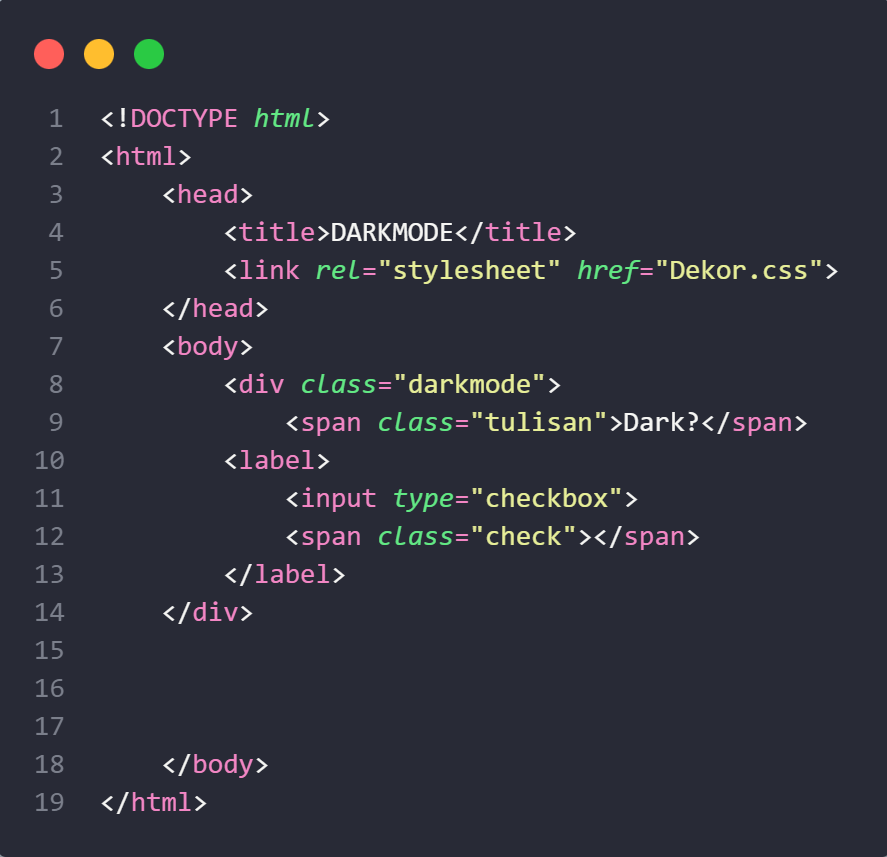 1 <!DOCTYPE html>
2 <html>
3     <head>
4         <title>DARKMODE</title>
5         <link rel="stylesheet" href="Dekor.css">
6     </head>
7     <body>
8         <div class="darkmode">
9             <span class="tulisan">Dark?</span>
10         <label>
11             <input type="checkbox">
12             <span class="check"></span>
13         </label>
14     </div>
15
16
17
18     </body>
19 </html>